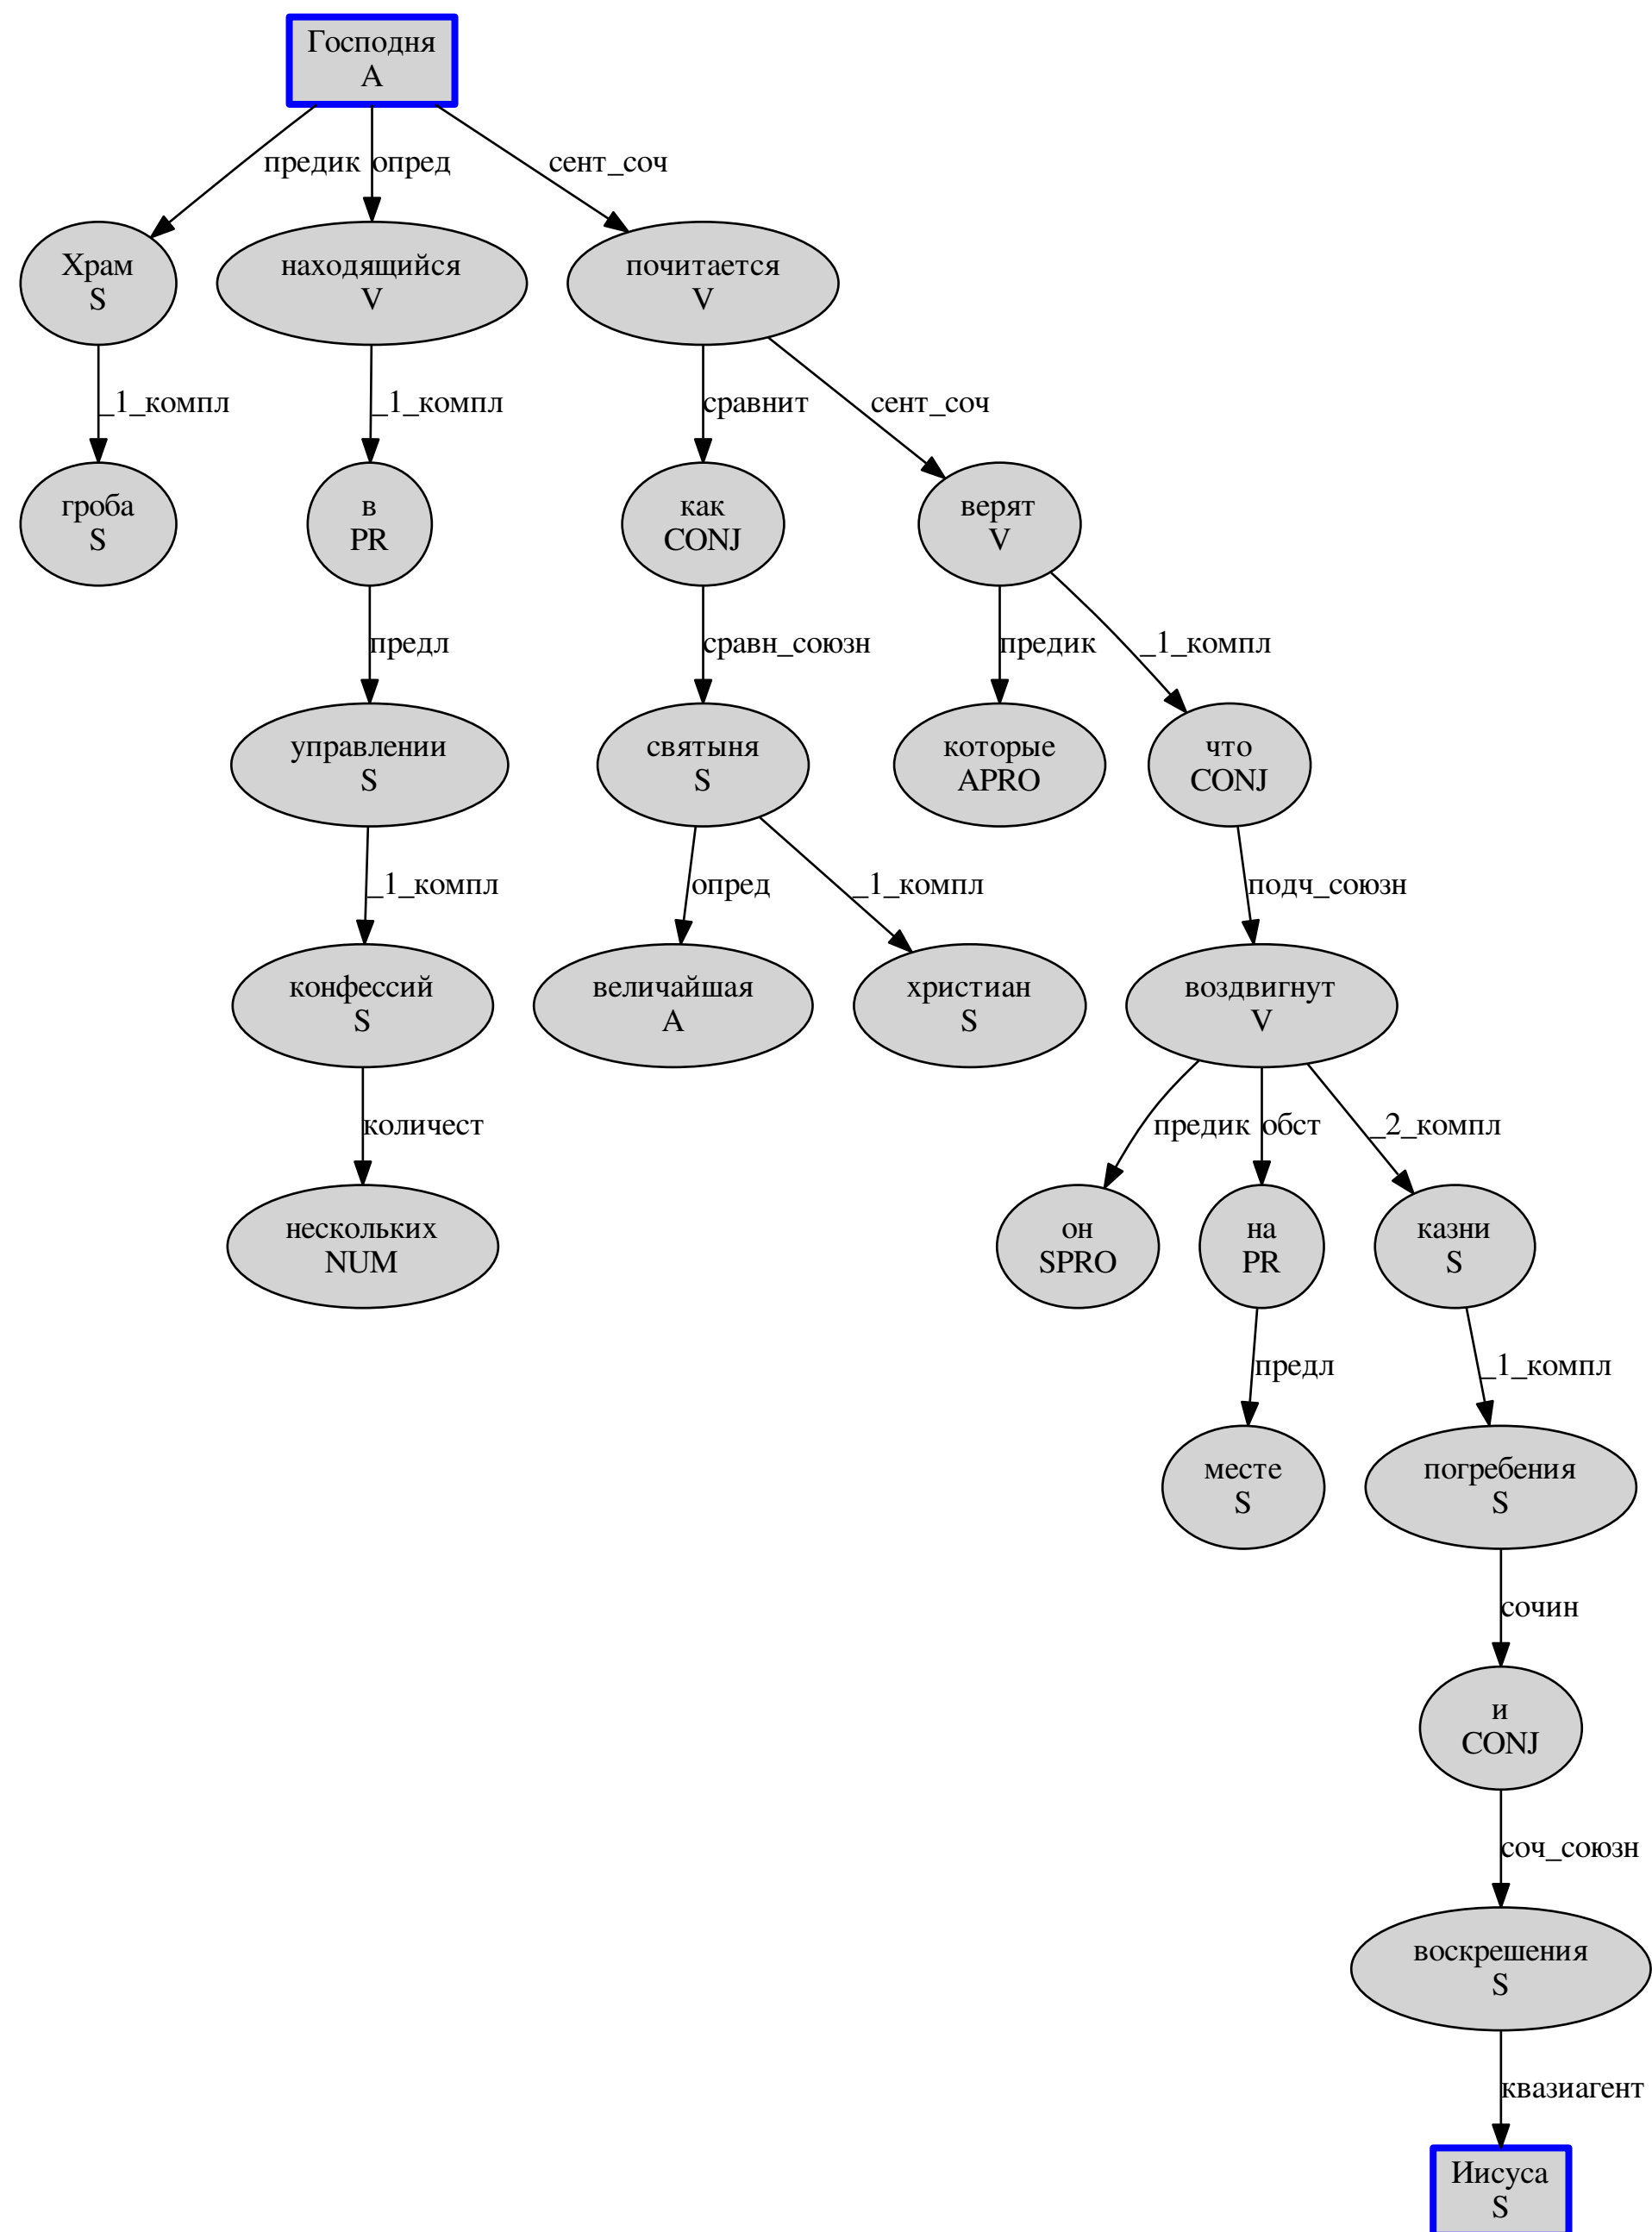 Господня
A
предик опред сент_соч
Храм
S
находящийся
V
почитается
V
_1_компл _1_компл сравнит сент_соч
гроба
S
в
PR
как
CONJ
верят
V
предл сравн_союзн предик _1_компл
управлении
S
святыня
S
которые
APRO
что
CONJ
_1_компл опред _1_компл подч_союзн
конфессий
S
величайшая
A
христиан
S
воздвигнут
V
количест предик обст _2_компл
нескольких
NUM
он
SPRO
на
PR
казни
S
предл _1_компл
месте
S
погребения
S
сочин
и
CONJ
соч_союзн
воскрешения
S
квазиагент
Иисуса
S